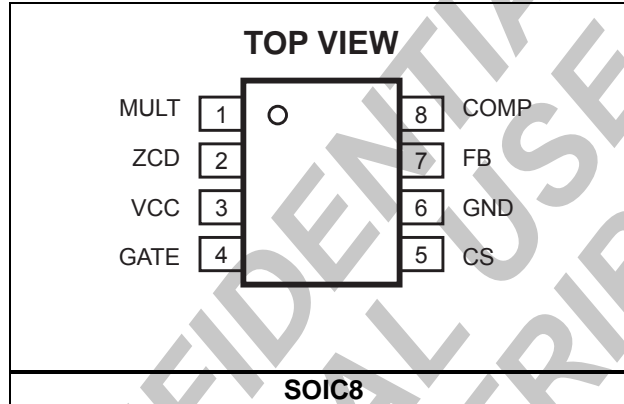 TOP VIEW
MULT 1 8 COMP
ZCD 2 7 FB
VCC 3 6 GND
GATE 4 5 CS
SOIC8